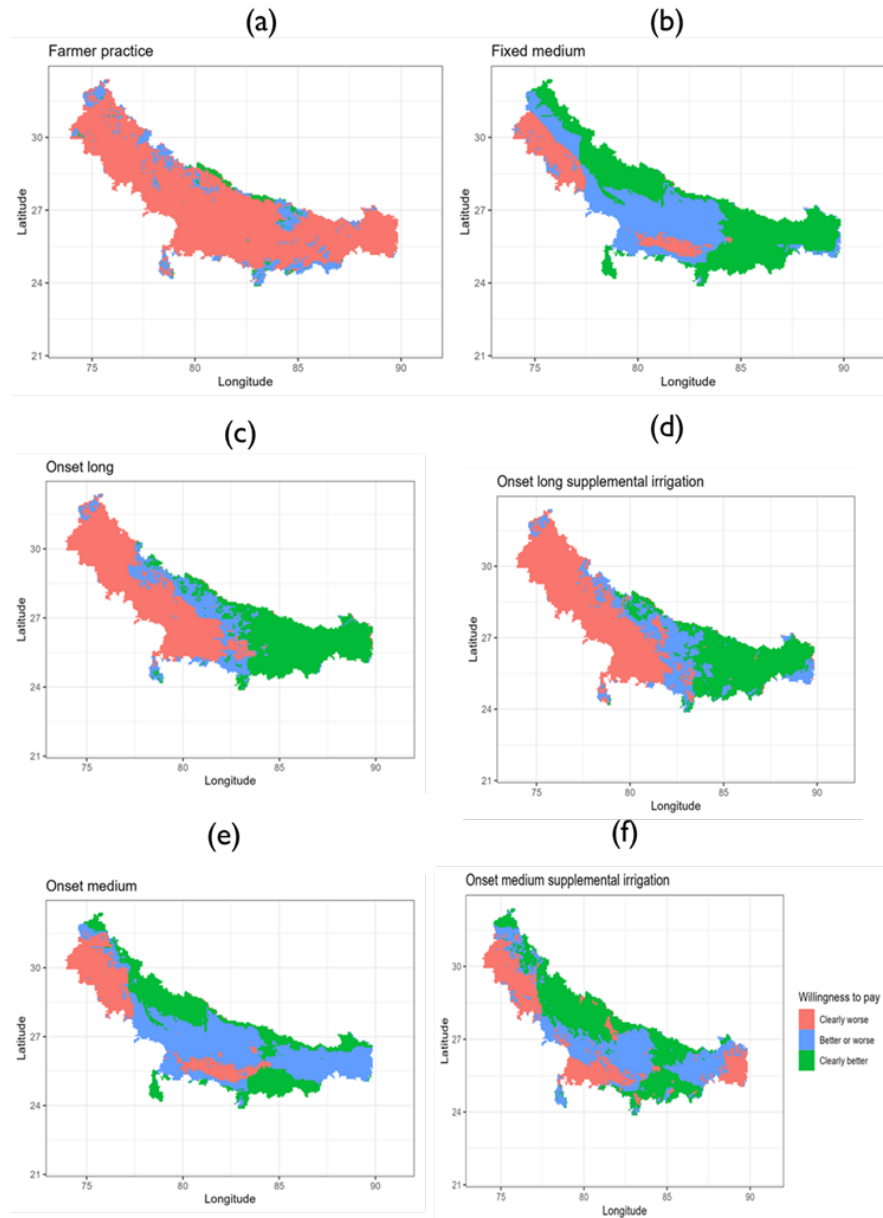 (a)
(b)
Farmer practice
Fixed medium
30
27
24
21
Latitude
75
80
85
90
Longitude
30
27
24
21
Latitude
75
80
85
90
Longitude
(c)
(d)
Onset long
Onset long supplemental irrigation
30
27
24
21
Latitude
75
80
85
90
Longitude
30
27
24
21
Latitude
75
80
85
90
Longitude
(e)
(f)
Onset medium
Onset medium supplemental irrigation
30
27
24
21
Latitude
75
80
85
90
Longitude
30
27
24
21
Latitude
75
80
85
90
Longitude
Willingness to pay
Clearly worse
Better or worse
Clearly better